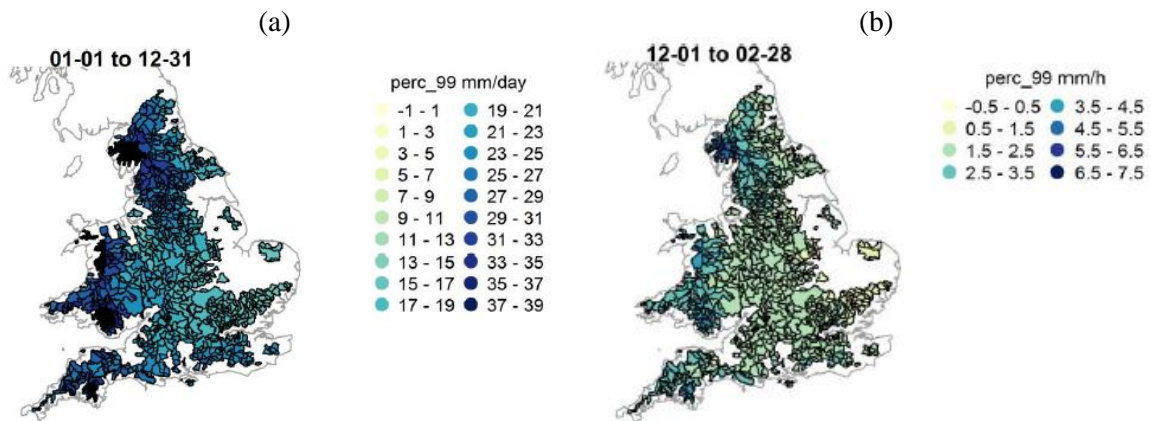 (a)
01-01 to 12-31
perc_99 mm/day
-1 - 1
1 - 3
3 - 5
5 - 7
7 - 9
9 - 11
11 - 13
13 - 15
15 - 17
17 - 19
19 - 21
21 - 23
23 - 25
25 - 27
27 - 29
29 - 31
31 - 33
33 - 35
35 - 37
37 - 39
(b)
12-01 to 02-28
perc_99 mm/h
-0.5 - 0.5
0.5 - 1.5
1.5 - 2.5
2.5 - 3.5
3.5 - 4.5
4.5 - 5.5
5.5 - 6.5
6.5 - 7.5